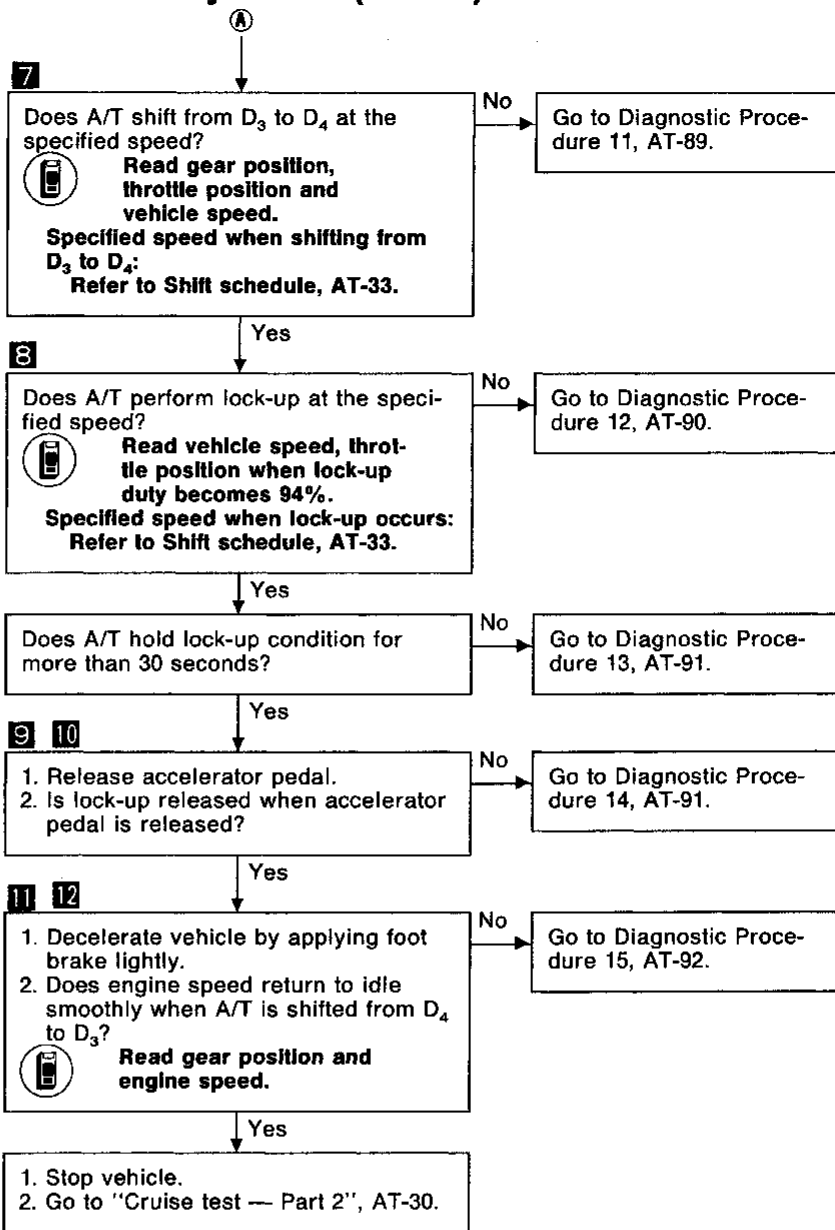 A
7
Does A/T shift from D3 to D4 at the
specified speed?
Read gear position,
throttle position and
vehicle speed.
Specified speed when shifting from
D3 to D4:
Refer to Shift schedule, AT-33.
No
Go to Diagnostic Proce-
dure 11, AT-89.
Yes
8
Does A/T perform lock-up at the speci-
fied speed?
Read vehicle speed, throt-
tle position when lock-up
duty becomes 94%.
Specified speed when lock-up occurs:
Refer to Shift schedule, AT-33.
No
Go to Diagnostic Proce-
dure 12, AT-90.
Yes
Does A/T hold lock-up condition for
more than 30 seconds?
No
Go to Diagnostic Proce-
dure 13, AT-91.
Yes
9 10
1. Release accelerator pedal.
2. Is lock-up released when accelerator
pedal is released?
No
Go to Diagnostic Proce-
dure 14, AT-91.
Yes
11 12
1. Decelerate vehicle by applying foot
brake lightly.
2. Does engine speed return to idle
smoothly when A/T is shifted from D4
to D3?
Read gear position and
engine speed.
No
Go to Diagnostic Proce-
dure 15, AT-92.
Yes
1. Stop vehicle.
2. Go to "Cruise test — Part 2", AT-30.